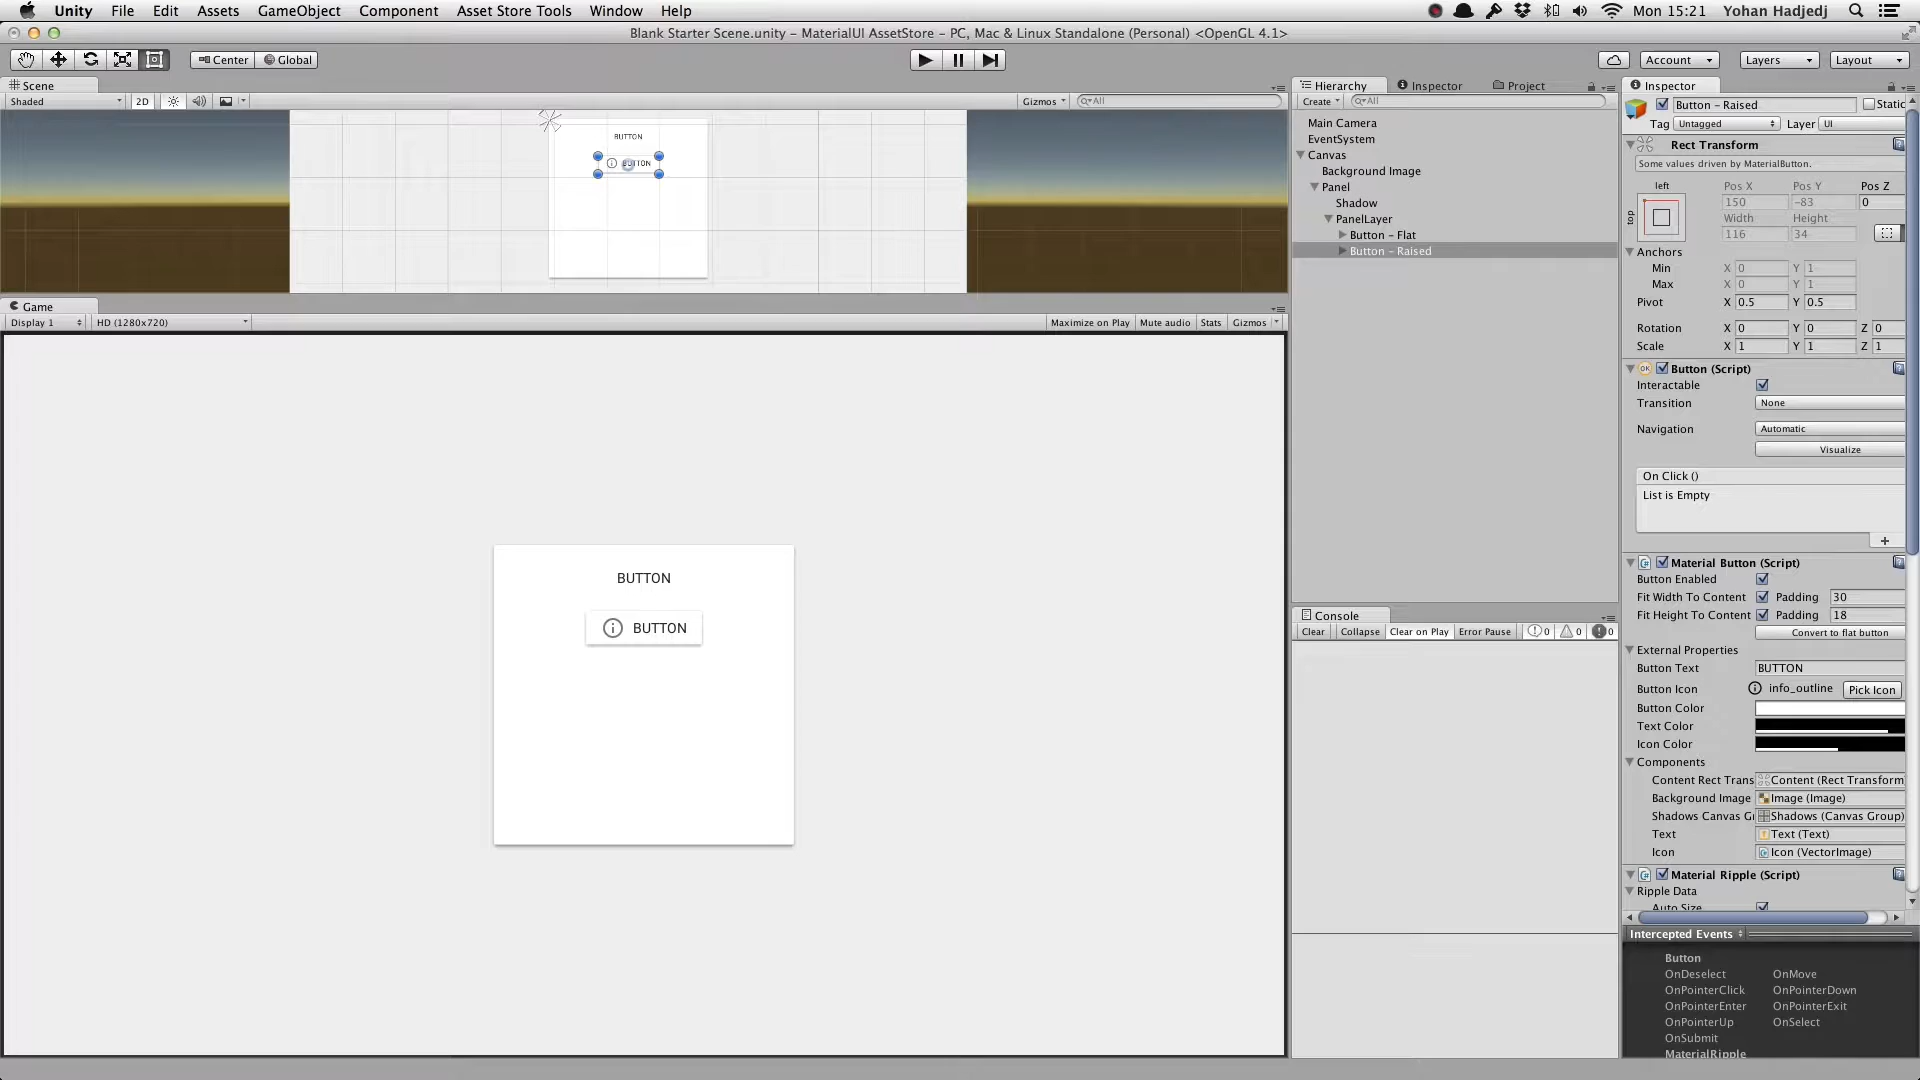 Unity File Edit Assets GameObject Component Asset Store Tools Window Help Mon 15:21 Yohan Hadjedj
Blank Starter Scene.unity - MaterialUI AssetStore - PC, Mac & Linux Standalone (Personal) <OpenGL 4.1>
Center Global Account Layers Layout
Scene
Shaded 2D Gizmos All
BUTTON
BUTTON
Game
Display 1 HD (1280x720) Maximize on Play Mute audio Stats Gizmos
BUTTON
BUTTON
Hierarchy Inspector Project
Create All
Main Camera
EventSystem
Canvas
Background Image
Panel
Shadow
PanelLayer
Button - Flat
Button - Raised
Console
Clear Collapse Clear on Play Error Pause 0 0 0
Inspector
Button - Raised Static
Tag Untagged Layer UI
Rect Transform
Some values driven by MaterialButton.
left Pos X Pos Y Pos Z
top 150 -83 0
Width Height
116 34
Anchors
Min X 0 Y 1
Max X 0 Y 1
Pivot X 0.5 Y 0.5
Rotation X 0 Y 0 Z 0
Scale X 1 Y 1 Z 1
OK Button (Script)
Interactable
Transition None
Navigation Automatic
Visualize
On Click ()
List is Empty
Material Button (Script)
Button Enabled
Fit Width To Content Padding 30
Fit Height To Content Padding 18
Convert to flat button
External Properties
Button Text BUTTON
Button Icon info_outline Pick Icon
Button Color
Text Color
Icon Color
Components
Content Rect Trans Content (Rect Transform
Background Image Image (Image)
Shadows Canvas G Shadows (Canvas Group)
Text Text (Text)
Icon Icon (VectorImage)
Material Ripple (Script)
Ripple Data
Auto Size
Intercepted Events
Button
OnDeselect OnMove
OnPointerClick OnPointerDown
OnPointerEnter OnPointerExit
OnPointerUp OnSelect
OnSubmit
MaterialRipple